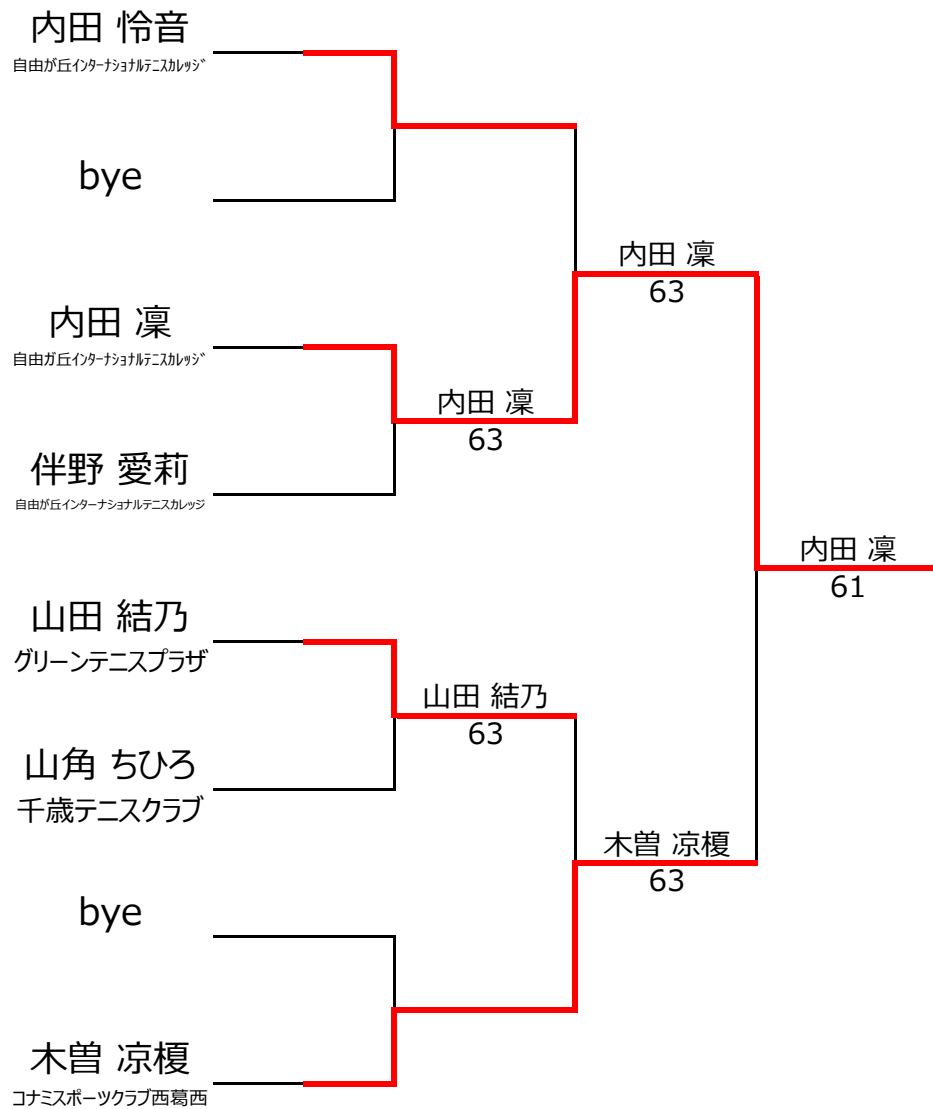 内田 怜音
自由が丘ｲﾝﾀｰﾅｼｮﾅﾙﾃﾆｽｶﾚｯｼﾞ
bye
内田 凜
63
内田 凜
自由ガ丘ｲﾝﾀｰﾅｼｮﾅﾙﾃﾆｽｶﾚｯｼﾞ
内田 凜
63
伴野 愛莉
自由が丘インターナショナルテニスカレッジ
内田 凜
61
山田 結乃
グリーンテニスプラザ
山田 結乃
63
山角 ちひろ
千歳テニスクラブ
木曽 凉榎
63
bye
木曽 凉榎
コナミスポーツクラブ西葛西